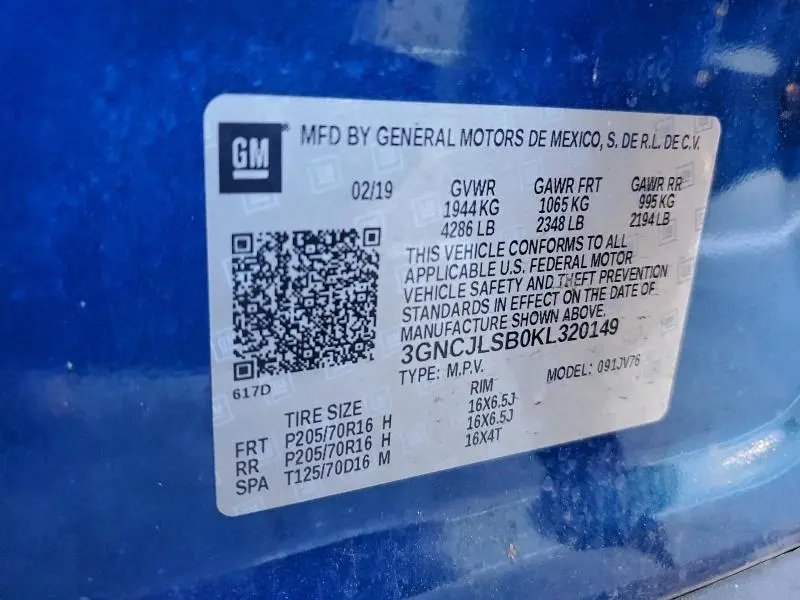 GM
MFD BY GENERAL MOTORS DE MEXICO, S. DE R.L. DE C.V.
02/19 GVWR GAWR FRT GAWR RR
1944 KG 1065 KG 995 KG
4286 LB 2348 LB 2194 LB
THIS VEHICLE CONFORMS TO ALL
APPLICABLE U.S. FEDERAL MOTOR
VEHICLE SAFETY AND THEFT PREVENTION
STANDARDS IN EFFECT ON THE DATE OF
MANUFACTURE SHOWN ABOVE.
3GNCJLSB0KL320149
617D
TYPE: M.P.V. MODEL: 091JV76
TIRE SIZE RIM
FRT P205/70R16 H 16X6.5J
RR P205/70R16 H 16X6.5J
SPA T125/70D16 M 16X4T